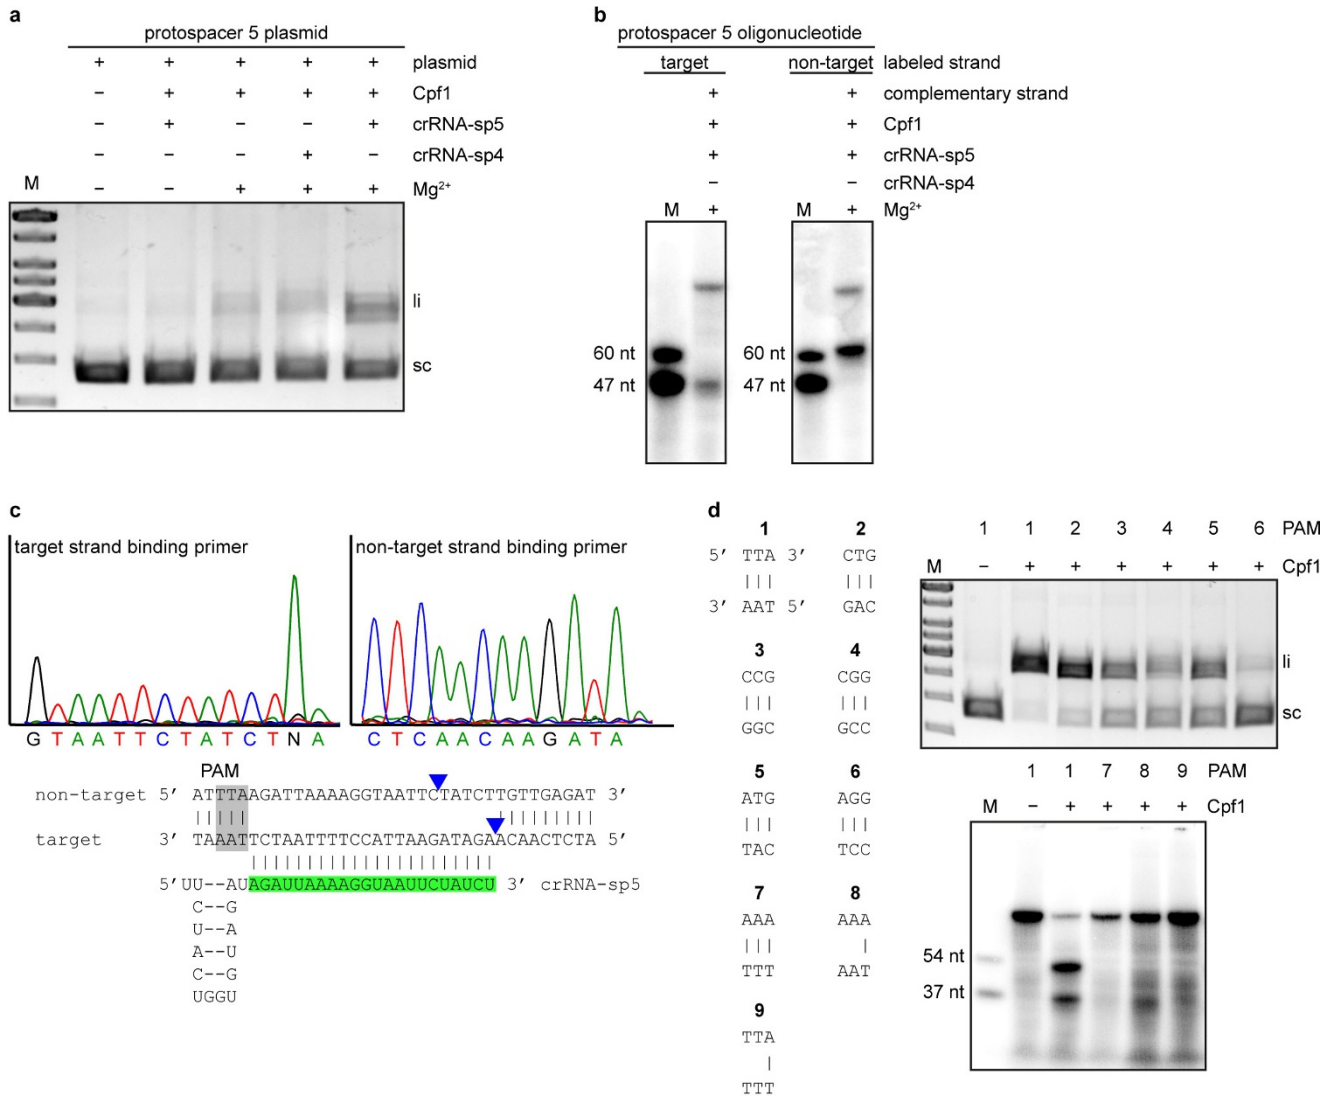 a
protospacer 5 plasmid
+ + + + + plasmid
− + + + + Cpf1
− + − − + crRNA-sp5
− − − + − crRNA-sp4
M − − + + + Mg²⁺
li
sc
b
protospacer 5 oligonucleotide
target non-target labeled strand
+ + complementary strand
+ + Cpf1
+ + crRNA-sp5
− − crRNA-sp4
M + M + Mg²⁺
60 nt 60 nt
47 nt 47 nt
c
target strand binding primer non-target strand binding primer
G T A A T T C T A T C T N A C T C A A C A A G A T A
PAM
non-target 5′ ATTTAAGATTAAAAGGTAATTCTATCTTGTTGAGAT 3′
target 3′ TAAATTCTAATTTTCCATTAAGATAGAACAACTCTA 5′
5′UU--AUAGAUUAAAAGGUAAUUCUAUCU 3′ crRNA-sp5
C--G
U--A
A--U
C--G
UGGU
d
1 2
5′ TTA 3′ CTG
3′ AAT 5′ GAC
3 4
CCG CGG
GGC GCC
5 6
ATG AGG
TAC TCC
7 8
AAA AAA
TTT AAT
9
TTA
TTT
1 1 2 3 4 5 6 PAM
M − + + + + + + Cpf1
li
sc
1 1 7 8 9 PAM
M − + + + + Cpf1
54 nt
37 nt